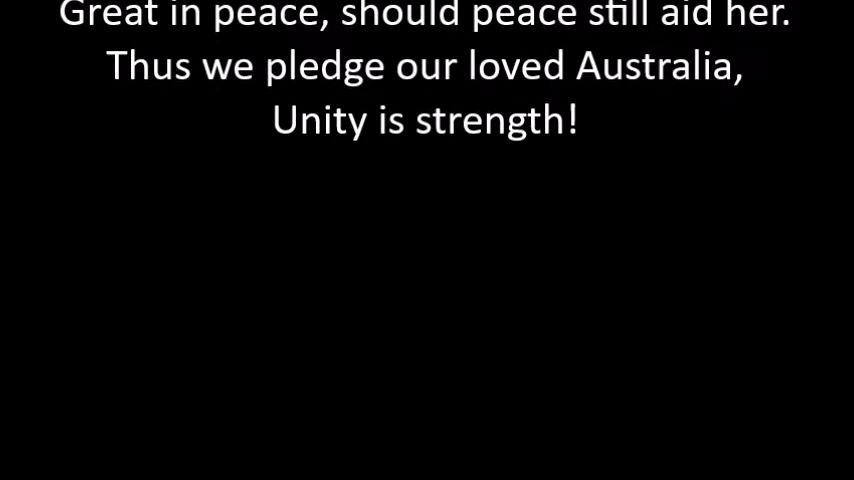 Great in peace, should peace still aid her.
Thus we pledge our loved Australia,
Unity is strength!